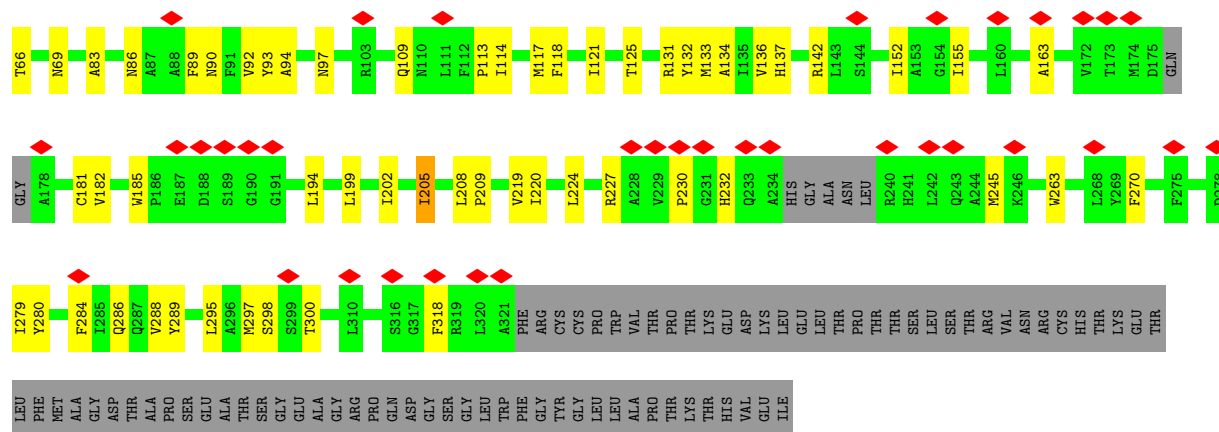 T66 N69 A83 N86 A87 A88 F89 N90 F91 V92 Y93 A94 N97 R103 Q109 N110 L111 F112 P113 I114 M117 F118 I121 T125 R131 Y132 M133 A134 I135 V136 H137 R142 L143 S144 I152 A153 G154 I155 L160 A163 V172 T173 M174 D175 GLN
GLY A178 C181 V182 W185 P186 E187 D188 S189 G190 G191 L194 L199 I202 I205 L208 P209 V219 I220 L224 R227 A228 V229 P230 G231 H232 Q233 A234 HIS GLY ALA ASN LEU R240 H241 L242 Q243 A244 M245 K246 W263 L268 Y269 F270 F275
I279 Y280 F284 I285 Q286 Q287 V288 Y289 L295 A296 M297 S298 S299 T300 L310 S316 G317 F318 R319 L320 A321 PHE ARG CYS CYS PRO TRP VAL THR PRO THR LYS GLU ASP LYS LEU GLU LEU THR PRO THR THR SER LEU SER THR ARG VAL ASN ARG CYS HIS THR LYS GLU THR
LEU PHE MET ALA GLY ASP THR ALA PRO SER GLU ALA THR SER GLY GLU ALA GLY ARG PRO GLN ASP GLY SER GLY LEU TRP PHE GLY TYR GLY LEU LEU ALA PRO THR LYS THR HIS VAL GLU ILE